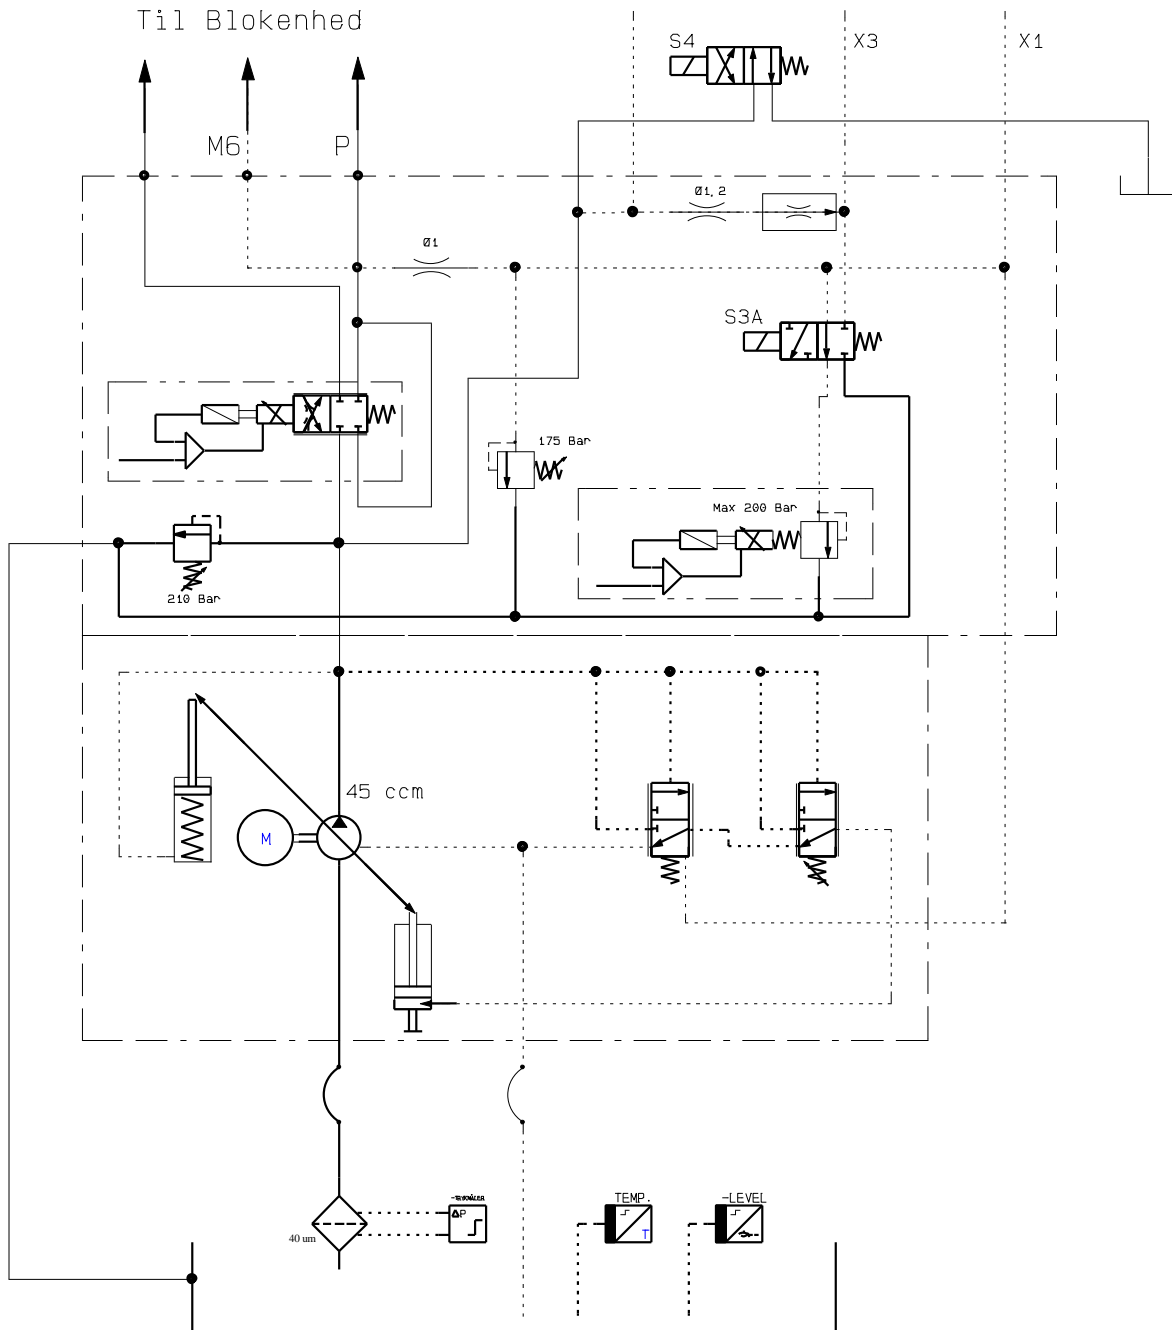 Til Blokenhed
S4
X3
X1
M6
P
Ø1,2
Ø1
S3A
175 Bar
Max 200 Bar
210 Bar
45 ccm
M
TEMP.
-LEVEL
ΔP
T
40 um